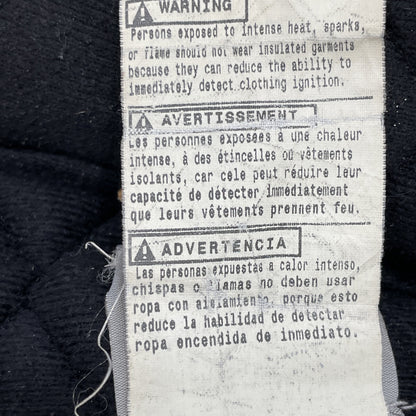 ⚠ WARNING
Persons exposed to intense heat, sparks,
or flame should not wear insulated garments
because they can reduce the ability to
immediately detect clothing ignition.
⚠ AVERTISSEMENT
Les personnes exposées à une chaleur
intense, à des étincelles ou vêtements
isolants, car cele peut réduire leur
capacité de détecter immédiatement
que leurs vêtements prennent feu.
⚠ ADVERTENCIA
Las personas expuestas a calor intenso,
chispas o llamas no deben usar
ropa con aislamiento, porque esto
reduce la habilidad de detectar
ropa encendida de inmediato.